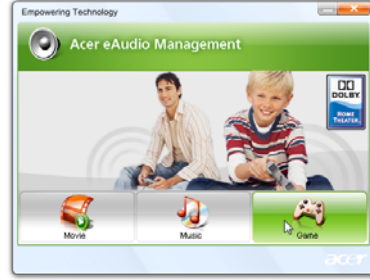 Empowering Technology
Acer eAudio Management
DOLBY
HOME
THEATER
Movie
Music
Game
acer